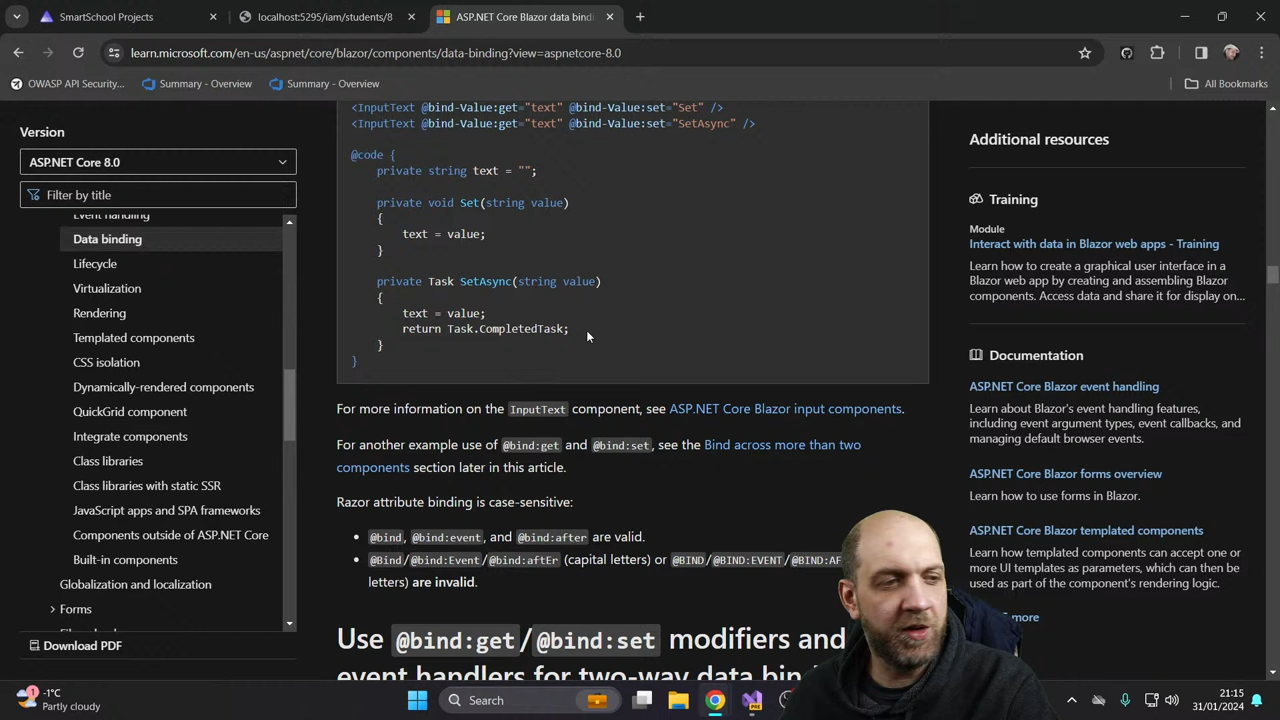 SmartSchool Projects
localhost:5295/iam/students/8
ASP.NET Core Blazor data bindi
learn.microsoft.com/en-us/aspnet/core/blazor/components/data-binding?view=aspnetcore-8.0
OWASP API Security...
Summary - Overview
Summary - Overview
All Bookmarks
Version
ASP.NET Core 8.0
Filter by title
Event handling
Data binding
Lifecycle
Virtualization
Rendering
Templated components
CSS isolation
Dynamically-rendered components
QuickGrid component
Integrate components
Class libraries
Class libraries with static SSR
JavaScript apps and SPA frameworks
Components outside of ASP.NET Core
Built-in components
Globalization and localization
Forms
Download PDF
<InputText @bind-Value:get="text" @bind-Value:set="Set" />
<InputText @bind-Value:get="text" @bind-Value:set="SetAsync" />
@code {
private string text = "";
private void Set(string value)
{
text = value;
}
private Task SetAsync(string value)
{
text = value;
return Task.CompletedTask;
}
}
For more information on the InputText component, see ASP.NET Core Blazor input components.
For another example use of @bind:get and @bind:set, see the Bind across more than two
components section later in this article.
Razor attribute binding is case-sensitive:
@bind, @bind:event, and @bind:after are valid.
@Bind/@bind:Event/@bind:aftEr (capital letters) or @BIND/@BIND:EVENT/@BIND:AF
letters) are invalid.
Use @bind:get/@bind:set modifiers and
event handlers for two-way data bind
Additional resources
Training
Module
Interact with data in Blazor web apps - Training
Learn how to create a graphical user interface in a
Blazor web app by creating and assembling Blazor
components. Access data and share it for display on...
Documentation
ASP.NET Core Blazor event handling
Learn about Blazor's event handling features,
including event argument types, event callbacks, and
managing default browser events.
ASP.NET Core Blazor forms overview
Learn how to use forms in Blazor.
ASP.NET Core Blazor templated components
Learn how templated components can accept one or
more UI templates as parameters, which can then be
used as part of the component's rendering logic.
more
1
-1°C
Partly cloudy
Search
PRE
21:15
31/01/2024